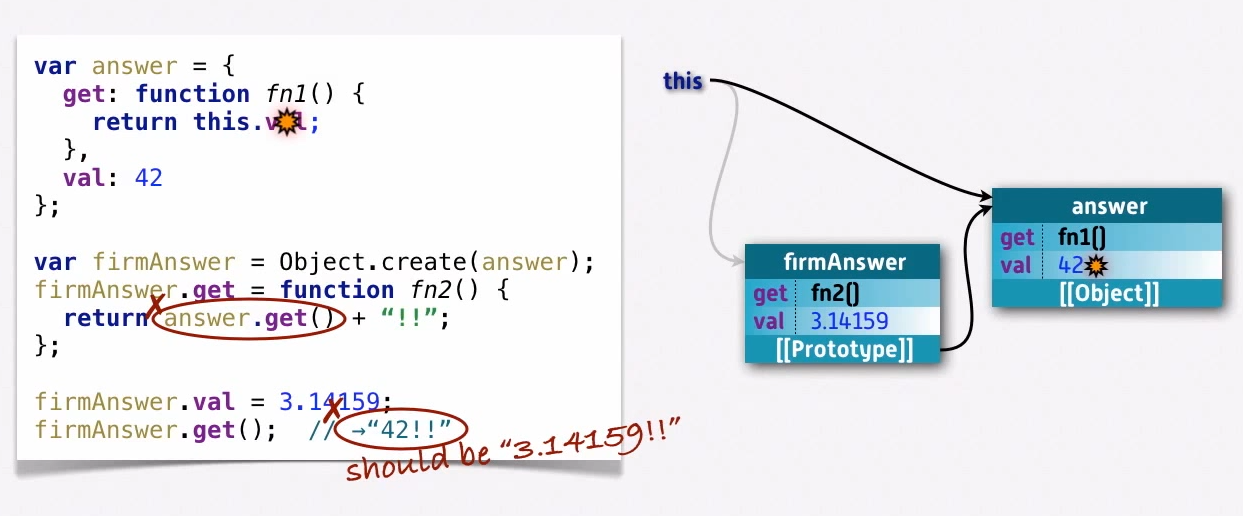 var answer = {
  get: function fn1() {
    return this.val;
  },
  val: 42
};

var firmAnswer = Object.create(answer);
firmAnswer.get = function fn2() {
  return answer.get() + “!!”;
};

firmAnswer.val = 3.14159;
firmAnswer.get();  // →“42!!”
should be “3.14159!!”
this
firmAnswer
get fn2()
val 3.14159
[[Prototype]]
answer
get fn1()
val 42
[[Object]]